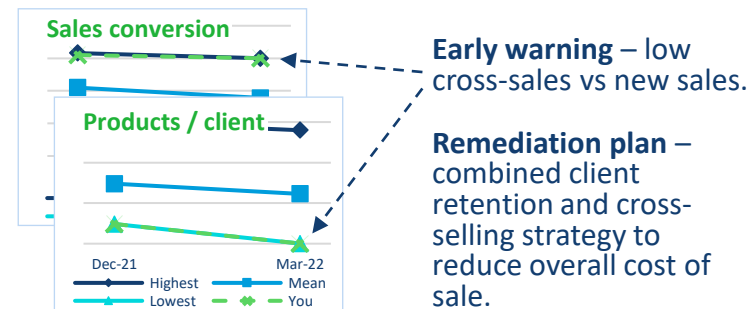 Sales conversion
Products / client
Dec-21
Mar-22
Highest
Mean
Lowest
You
Early warning – low
cross-sales vs new sales.
Remediation plan –
combined client
retention and cross-
selling strategy to
reduce overall cost of
sale.